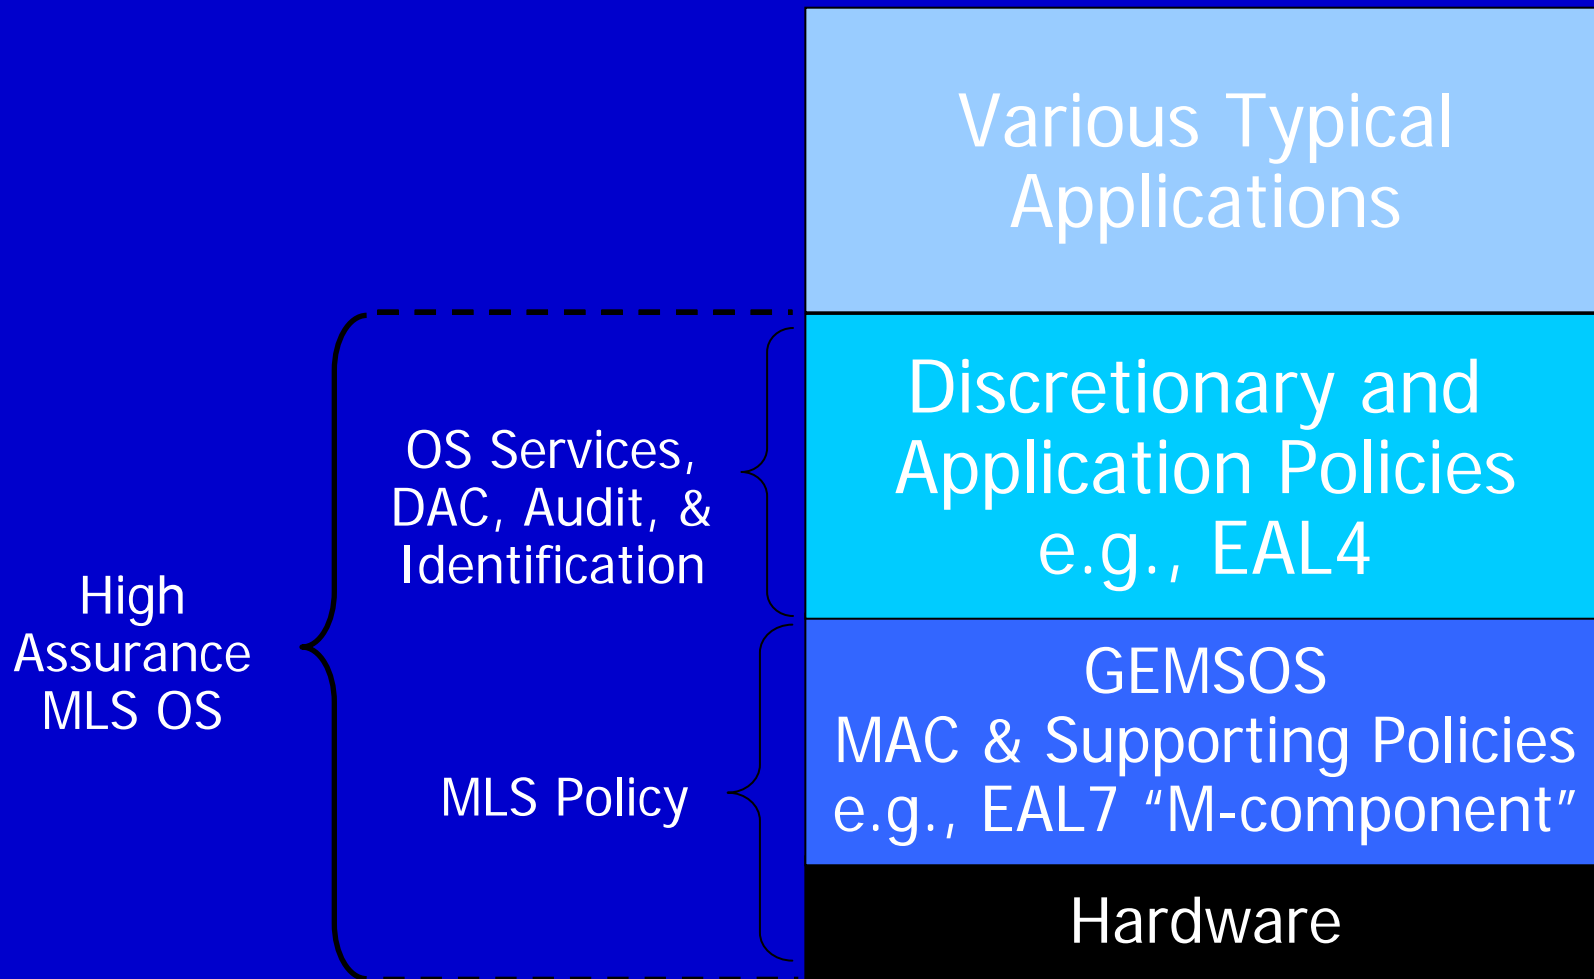 Various Typical
Applications
Discretionary and
Application Policies
e.g., EAL4
OS Services,
DAC, Audit, &
Identification
High
Assurance
MLS OS
GEMSOS
MAC & Supporting Policies
e.g., EAL7 “M-component”
MLS Policy
Hardware